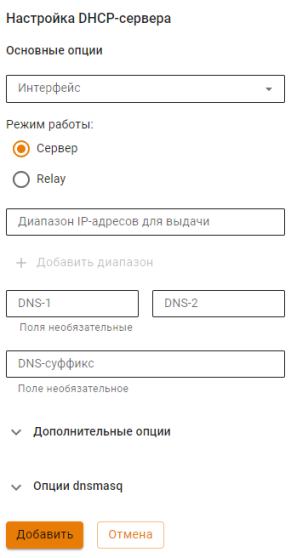 Настройка DHCP-сервера
Основные опции
Интерфейс
Режим работы:
Сервер
Relay
Диапазон IP-адресов для выдачи
+ Добавить диапазон
DNS-1 DNS-2
Поля необязательные
DNS-суффикс
Поле необязательное
Дополнительные опции
Опции dnsmasq
Добавить Отмена